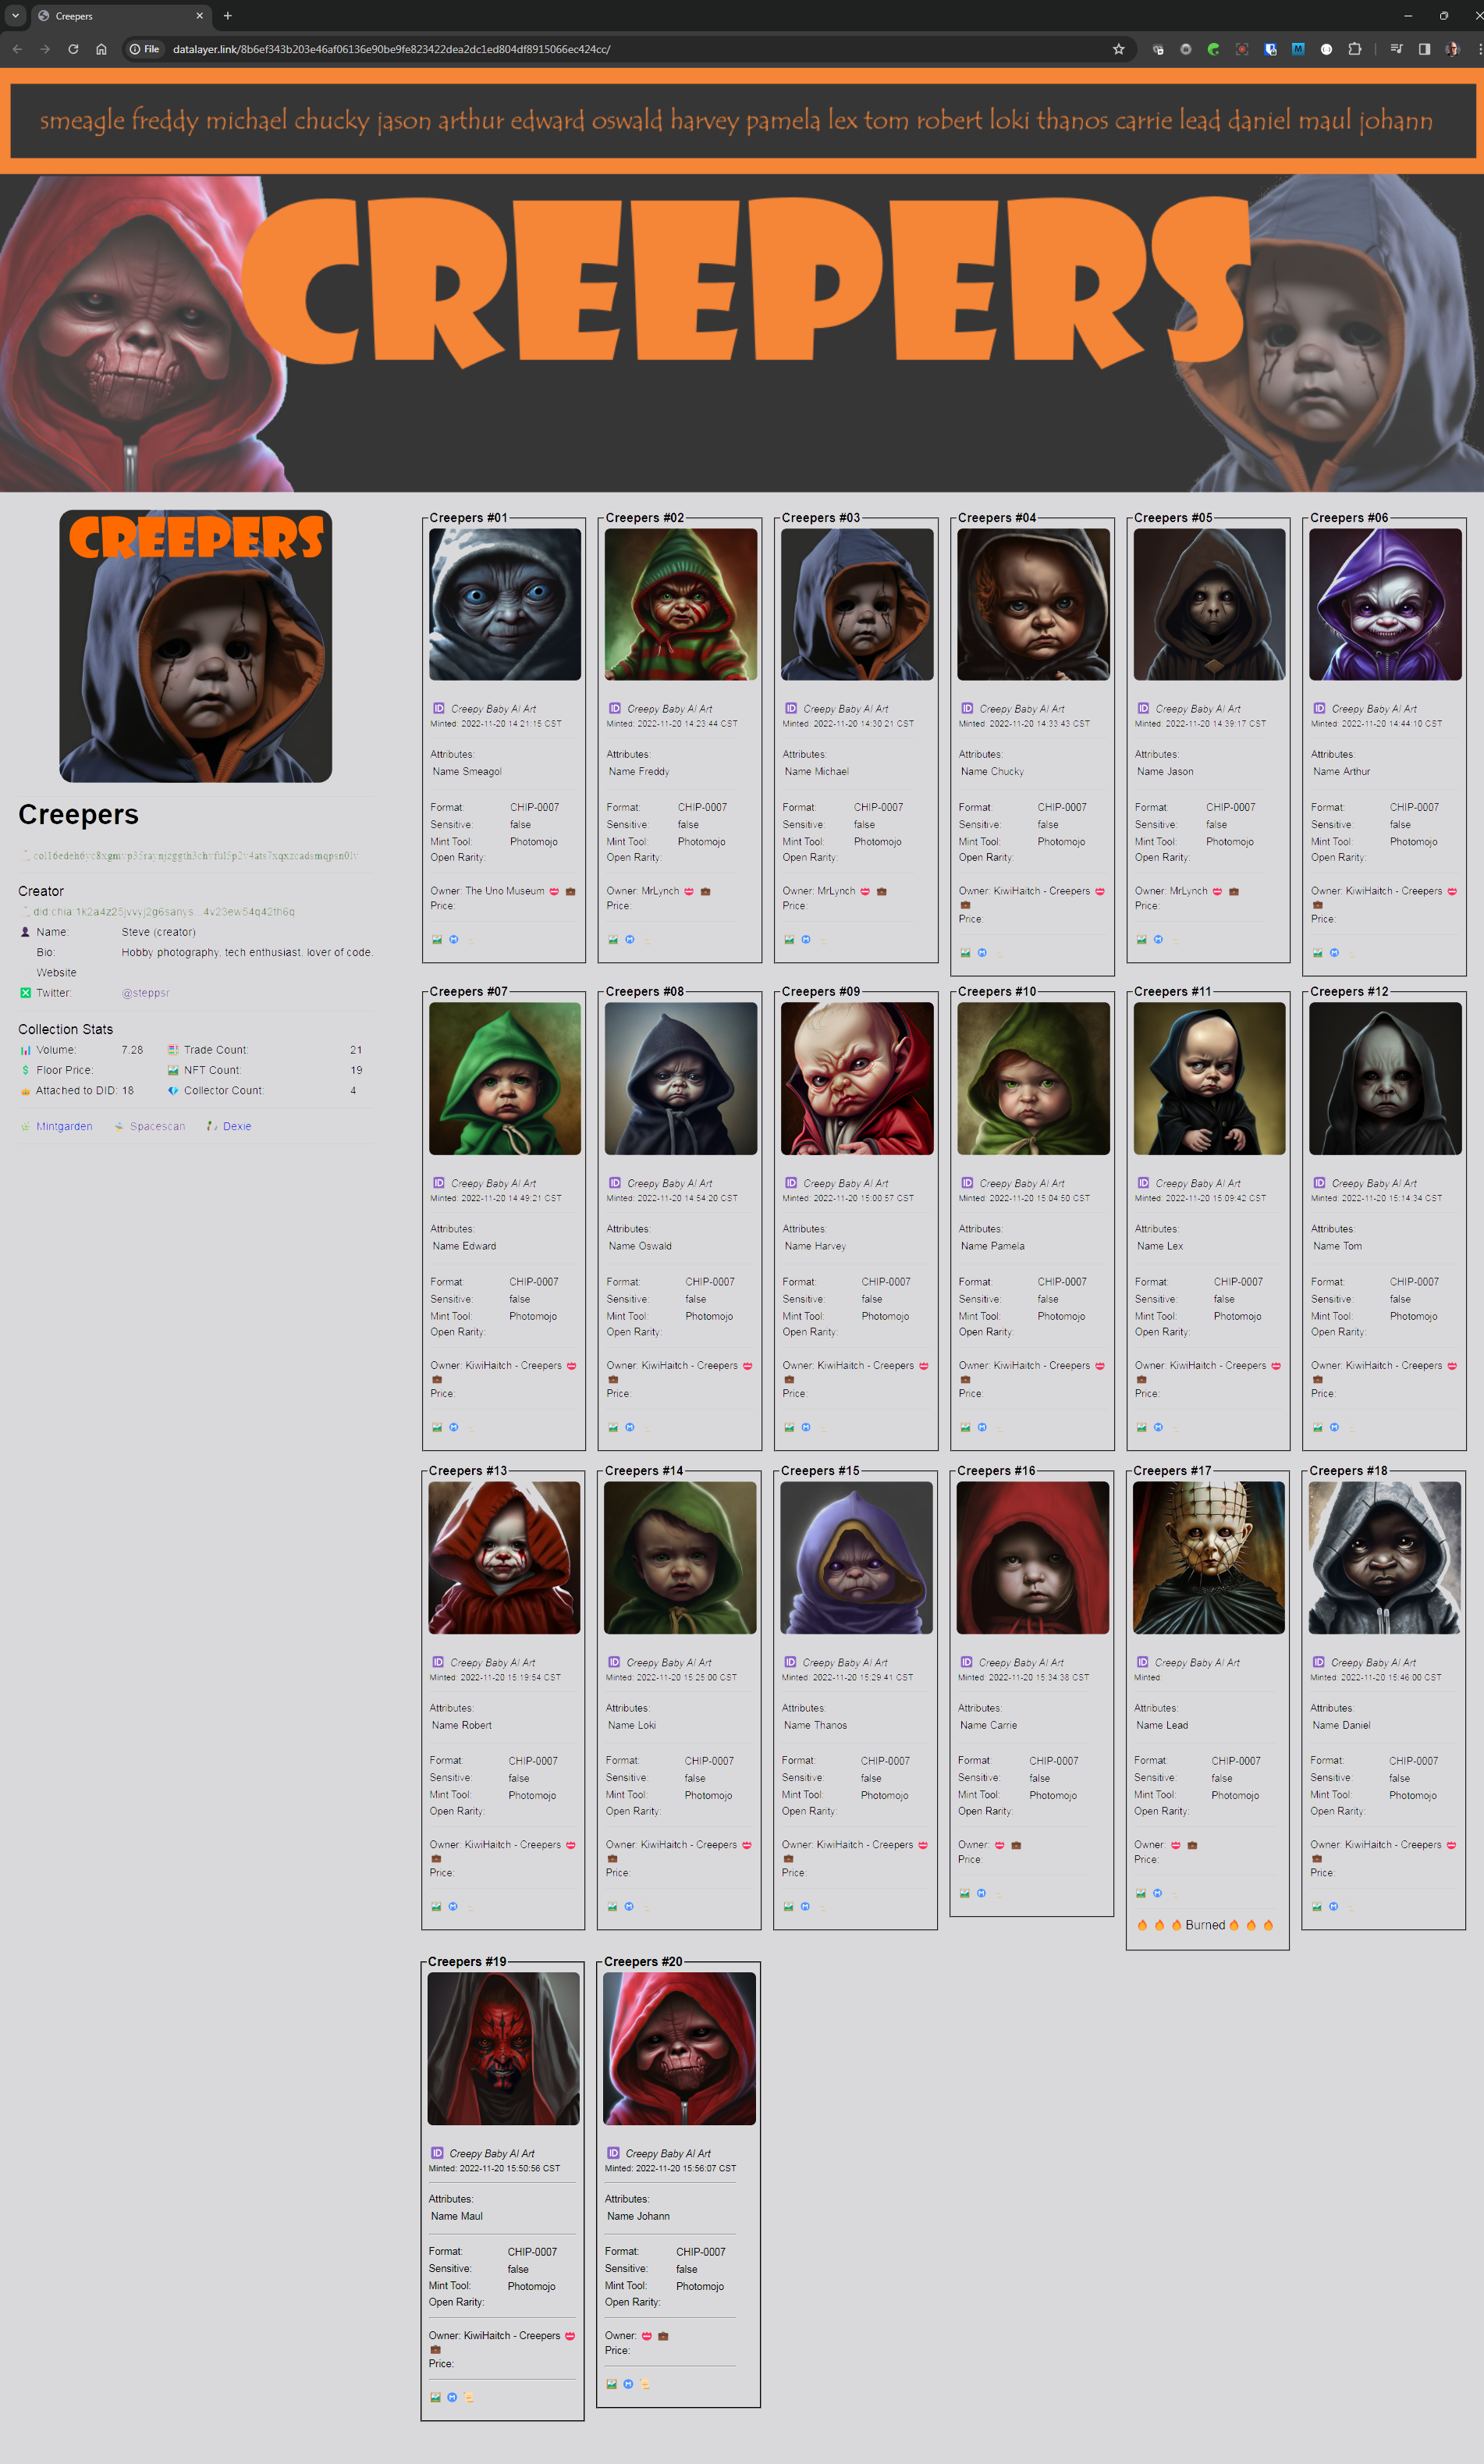 Creepers
File datalayer.link/8b6ef343b203e46af06136e90be9fe823422dea2dc1ed804df8915066ec424cc/
smeagle freddy michael chucky jason arthur edward oswald harvey pamela lex tom robert loki thanos carrie lead daniel maul johann
CREEPERS
CREEPERS
Creepers
Creator
Name: Steve (creator)
Bio: Hobby photography, tech enthusiast, lover of code.
Website
Twitter: @steppsr
Collection Stats
Volume: 7.28 Trade Count: 21
Floor Price: NFT Count: 19
Attached to DID: 18 Collector Count: 4
Mintgarden Spacescan Dexie
Creepers #01
Creepy Baby AI Art
Minted: 2022-11-20 14:21:15 CST
Attributes:
Name Smeagol
Format: CHIP-0007
Sensitive: false
Mint Tool: Photomojo
Open Rarity:
Owner: The Uno Museum
Price:
Creepers #02
Creepy Baby AI Art
Minted: 2022-11-20 14:23:44 CST
Attributes:
Name Freddy
Format: CHIP-0007
Sensitive: false
Mint Tool: Photomojo
Open Rarity:
Owner: MrLynch
Price:
Creepers #03
Creepy Baby AI Art
Minted: 2022-11-20 14:30:21 CST
Attributes:
Name Michael
Format: CHIP-0007
Sensitive: false
Mint Tool: Photomojo
Open Rarity:
Owner: MrLynch
Price:
Creepers #04
Creepy Baby AI Art
Minted: 2022-11-20 14:33:43 CST
Attributes:
Name Chucky
Format: CHIP-0007
Sensitive: false
Mint Tool: Photomojo
Open Rarity:
Owner: KiwiHaitch - Creepers
Price:
Creepers #05
Creepy Baby AI Art
Minted: 2022-11-20 14:39:17 CST
Attributes:
Name Jason
Format: CHIP-0007
Sensitive: false
Mint Tool: Photomojo
Open Rarity:
Owner: MrLynch
Price:
Creepers #06
Creepy Baby AI Art
Minted: 2022-11-20 14:44:10 CST
Attributes:
Name Arthur
Format: CHIP-0007
Sensitive: false
Mint Tool: Photomojo
Open Rarity:
Owner: KiwiHaitch - Creepers
Price:
Creepers #07
Creepy Baby AI Art
Minted: 2022-11-20 14:49:21 CST
Attributes:
Name Edward
Format: CHIP-0007
Sensitive: false
Mint Tool: Photomojo
Open Rarity:
Owner: KiwiHaitch - Creepers
Price:
Creepers #08
Creepy Baby AI Art
Minted: 2022-11-20 14:54:20 CST
Attributes:
Name Oswald
Format: CHIP-0007
Sensitive: false
Mint Tool: Photomojo
Open Rarity:
Owner: KiwiHaitch - Creepers
Price:
Creepers #09
Creepy Baby AI Art
Minted: 2022-11-20 15:00:57 CST
Attributes:
Name Harvey
Format: CHIP-0007
Sensitive: false
Mint Tool: Photomojo
Open Rarity:
Owner: KiwiHaitch - Creepers
Price:
Creepers #10
Creepy Baby AI Art
Minted: 2022-11-20 15:04:50 CST
Attributes:
Name Pamela
Format: CHIP-0007
Sensitive: false
Mint Tool: Photomojo
Open Rarity:
Owner: KiwiHaitch - Creepers
Price:
Creepers #11
Creepy Baby AI Art
Minted: 2022-11-20 15:09:42 CST
Attributes:
Name Lex
Format: CHIP-0007
Sensitive: false
Mint Tool: Photomojo
Open Rarity:
Owner: KiwiHaitch - Creepers
Price:
Creepers #12
Creepy Baby AI Art
Minted: 2022-11-20 15:14:34 CST
Attributes:
Name Tom
Format: CHIP-0007
Sensitive: false
Mint Tool: Photomojo
Open Rarity:
Owner: KiwiHaitch - Creepers
Price:
Creepers #13
Creepy Baby AI Art
Minted: 2022-11-20 15:19:54 CST
Attributes:
Name Robert
Format: CHIP-0007
Sensitive: false
Mint Tool: Photomojo
Open Rarity:
Owner: KiwiHaitch - Creepers
Price:
Creepers #14
Creepy Baby AI Art
Minted: 2022-11-20 15:25:00 CST
Attributes:
Name Loki
Format: CHIP-0007
Sensitive: false
Mint Tool: Photomojo
Open Rarity:
Owner: KiwiHaitch - Creepers
Price:
Creepers #15
Creepy Baby AI Art
Minted: 2022-11-20 15:29:41 CST
Attributes:
Name Thanos
Format: CHIP-0007
Sensitive: false
Mint Tool: Photomojo
Open Rarity:
Owner: KiwiHaitch - Creepers
Price:
Creepers #16
Creepy Baby AI Art
Minted: 2022-11-20 15:34:38 CST
Attributes:
Name Carrie
Format: CHIP-0007
Sensitive: false
Mint Tool: Photomojo
Open Rarity:
Owner:
Price:
Creepers #17
Creepy Baby AI Art
Minted:
Attributes:
Name Lead
Format: CHIP-0007
Sensitive: false
Mint Tool: Photomojo
Open Rarity:
Owner:
Price:
Burned
Creepers #18
Creepy Baby AI Art
Minted: 2022-11-20 15:46:00 CST
Attributes:
Name Daniel
Format: CHIP-0007
Sensitive: false
Mint Tool: Photomojo
Open Rarity:
Owner: KiwiHaitch - Creepers
Price:
Creepers #19
Creepy Baby AI Art
Minted: 2022-11-20 15:50:56 CST
Attributes:
Name Maul
Format: CHIP-0007
Sensitive: false
Mint Tool: Photomojo
Open Rarity:
Owner: KiwiHaitch - Creepers
Price:
Creepers #20
Creepy Baby AI Art
Minted: 2022-11-20 15:56:07 CST
Attributes:
Name Johann
Format: CHIP-0007
Sensitive: false
Mint Tool: Photomojo
Open Rarity:
Owner:
Price: